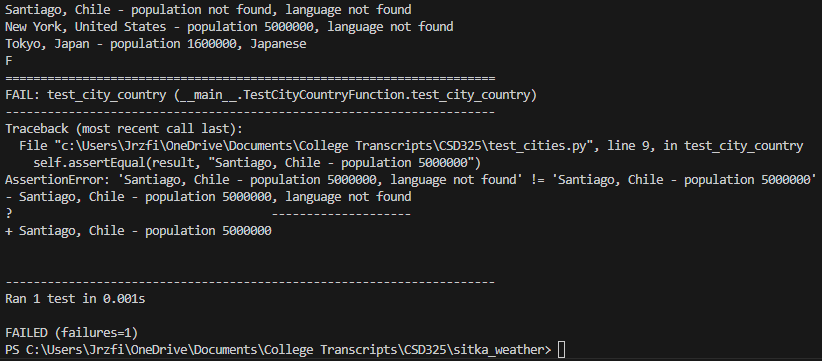 Santiago, Chile - population not found, language not found
New York, United States - population 5000000, language not found
Tokyo, Japan - population 1600000, Japanese
F
======================================================================
FAIL: test_city_country (__main__.TestCityCountryFunction.test_city_country)
----------------------------------------------------------------------
Traceback (most recent call last):
  File "c:\Users\Jrzfi\OneDrive\Documents\College Transcripts\CSD325\test_cities.py", line 9, in test_city_country
    self.assertEqual(result, "Santiago, Chile - population 5000000")
AssertionError: 'Santiago, Chile - population 5000000, language not found' != 'Santiago, Chile - population 5000000'
- Santiago, Chile - population 5000000, language not found
?                                     --------------------
+ Santiago, Chile - population 5000000
----------------------------------------------------------------------
Ran 1 test in 0.001s
FAILED (failures=1)
PS C:\Users\Jrzfi\OneDrive\Documents\College Transcripts\CSD325\sitka_weather>